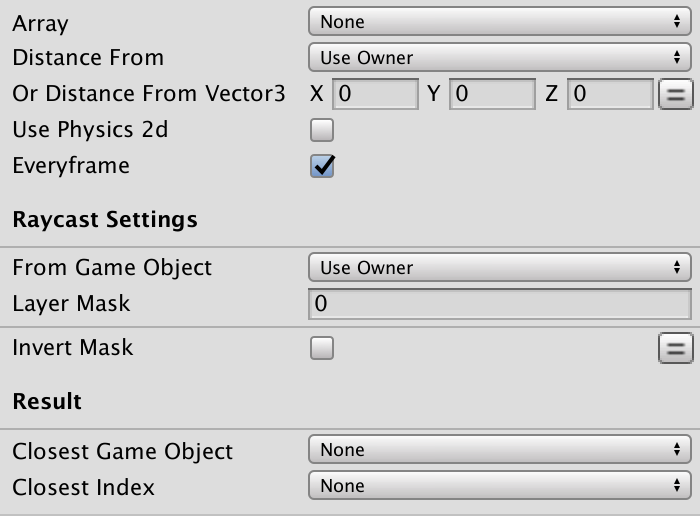 Array None
Distance From Use Owner
Or Distance From Vector3 X 0 Y 0 Z 0
Use Physics 2d
Everyframe
Raycast Settings
From Game Object Use Owner
Layer Mask 0
Invert Mask
Result
Closest Game Object None
Closest Index None